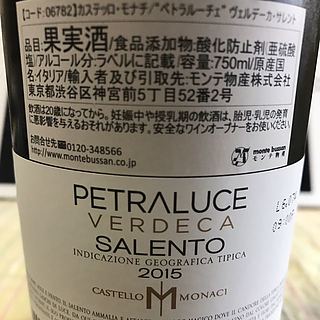 【コード:06782】カステッロ・モナチ/"ペトラルーチェ" ヴェルデーカ・サレント
果実酒/食品添加物:酸化防止剤(亜硫酸
塩)/アルコール分:ラベルに記載/容量:750ml/原産国
名:イタリア/輸入者及び引取先:モンテ物産株式会社
東京都渋谷区神宮前5丁目52番2号
飲酒は20歳になってから。妊娠中や授乳期の飲酒は、胎児・乳児の発育
に悪影響を与えるおそれがあります。安全なワインオープナーをお使いください。
お問合せ先 0120-348566
http://www.montebussan.co.jp
monte bussan
モンテ物産
PETRALUCE
VERDECA
SALENTO
INDICAZIONE GEOGRAFICA TIPICA
2015
CASTELLO M MONACI